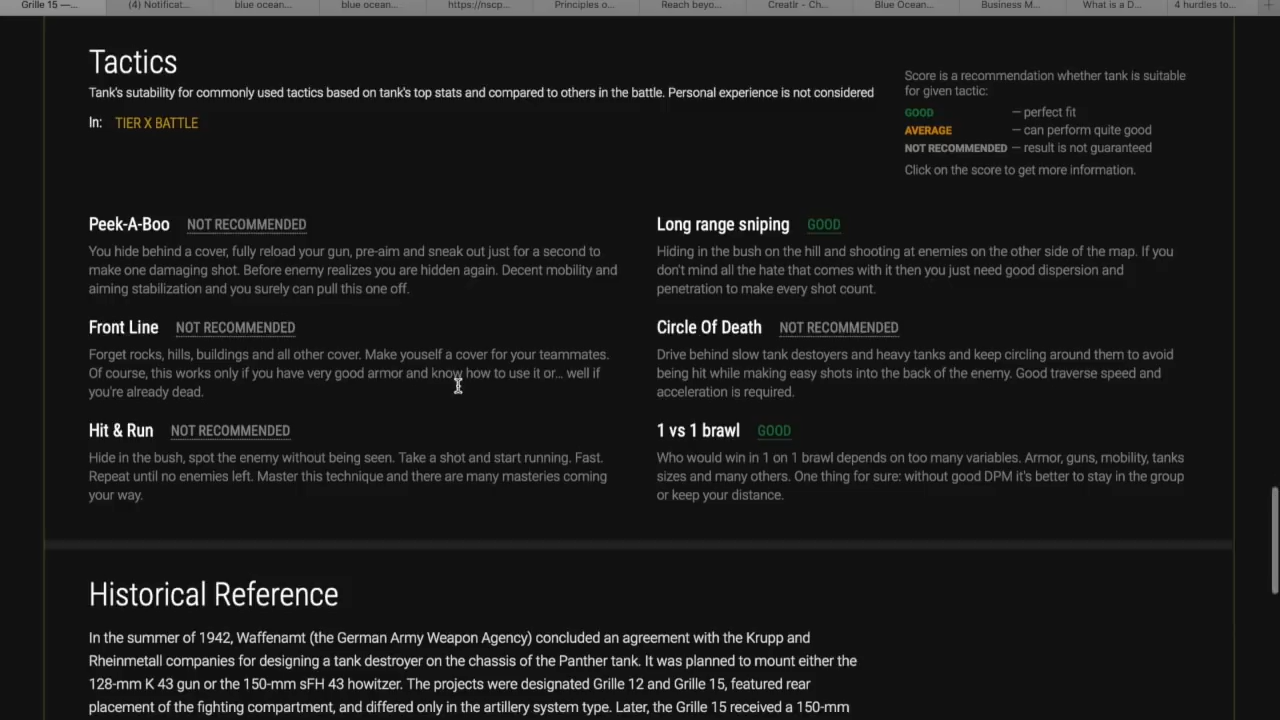 Grille 15 —...
(4) Notificat...
blue ocean...
blue ocean...
https://nscp...
Principles o...
Reach beyo...
Creatlr - Ch...
Blue Ocean...
Business M...
What is a D...
4 hurdles to...
Tactics
Tank's sutability for commonly used tactics based on tank's top stats and compared to others in the battle. Personal experience is not considered
In: TIER X BATTLE
Score is a recommendation whether tank is suitable
for given tactic:
GOOD — perfect fit
AVERAGE — can perform quite good
NOT RECOMMENDED — result is not guaranteed
Click on the score to get more information.
Peek-A-Boo NOT RECOMMENDED
You hide behind a cover, fully reload your gun, pre-aim and sneak out just for a second to
make one damaging shot. Before enemy realizes you are hidden again. Decent mobility and
aiming stabilization and you surely can pull this one off.
Long range sniping GOOD
Hiding in the bush on the hill and shooting at enemies on the other side of the map. If you
don't mind all the hate that comes with it then you just need good dispersion and
penetration to make every shot count.
Front Line NOT RECOMMENDED
Forget rocks, hills, buildings and all other cover. Make youself a cover for your teammates.
Of course, this works only if you have very good armor and know how to use it or... well if
you're already dead.
Circle Of Death NOT RECOMMENDED
Drive behind slow tank destoyers and heavy tanks and keep circling around them to avoid
being hit while making easy shots into the back of the enemy. Good traverse speed and
acceleration is required.
Hit & Run NOT RECOMMENDED
Hide in the bush, spot the enemy without being seen. Take a shot and start running. Fast.
Repeat until no enemies left. Master this technique and there are many masteries coming
your way.
1 vs 1 brawl GOOD
Who would win in 1 on 1 brawl depends on too many variables. Armor, guns, mobility, tanks
sizes and many others. One thing for sure: without good DPM it's better to stay in the group
or keep your distance.
Historical Reference
In the summer of 1942, Waffenamt (the German Army Weapon Agency) concluded an agreement with the Krupp and
Rheinmetall companies for designing a tank destroyer on the chassis of the Panther tank. It was planned to mount either the
128-mm K 43 gun or the 150-mm sFH 43 howitzer. The projects were designated Grille 12 and Grille 15, featured rear
placement of the fighting compartment, and differed only in the artillery system type. Later, the Grille 15 received a 150-mm